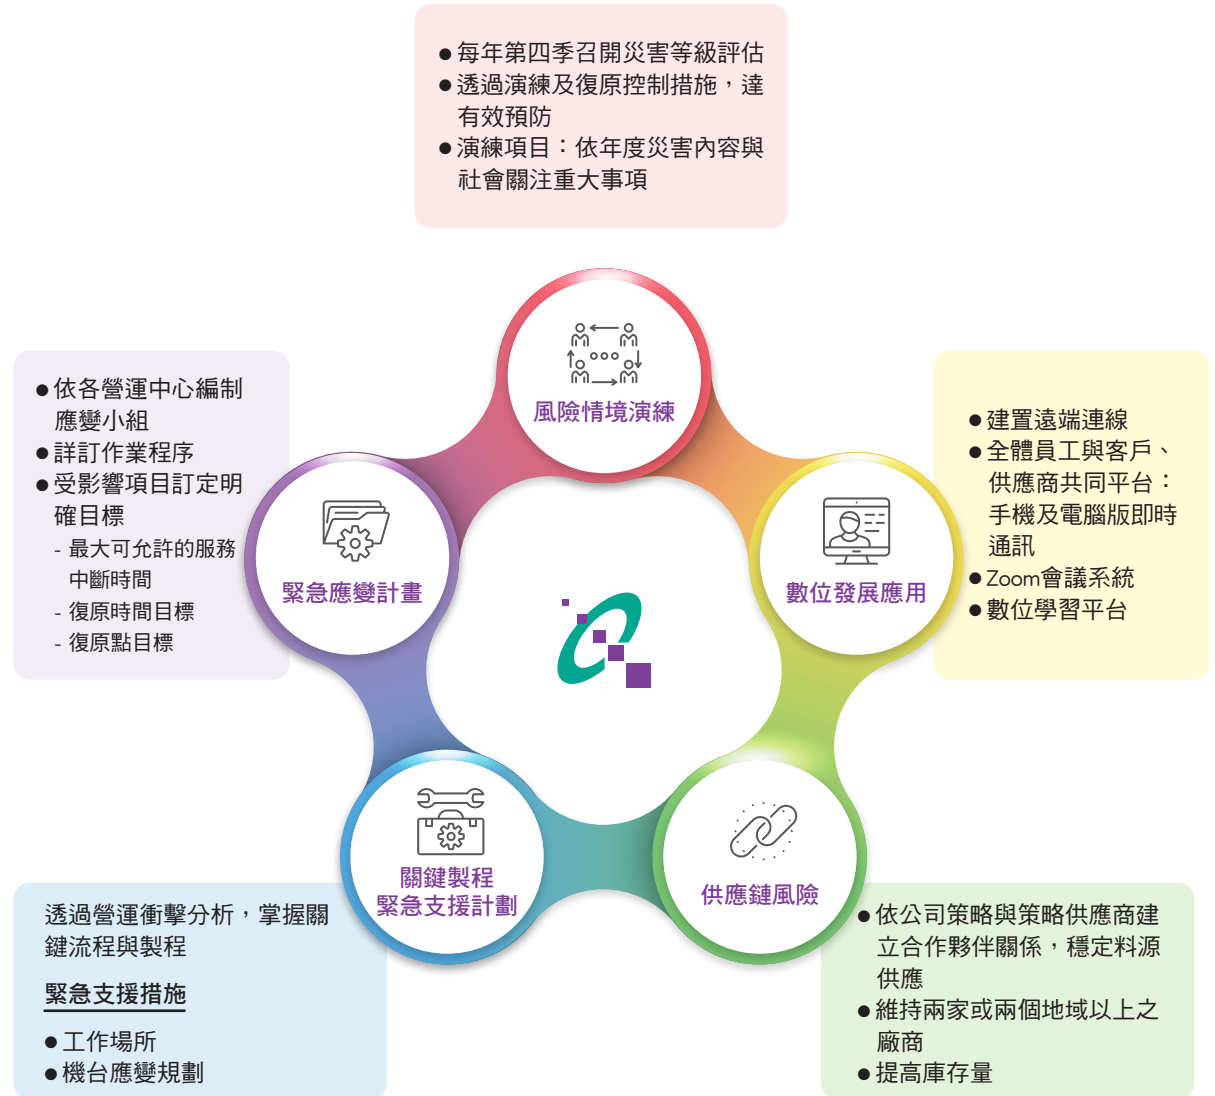 ●每年第四季召開災害等級評估
●透過演練及復原控制措施，達
有效預防
●演練項目：依年度災害內容與
社會關注重大事項
風險情境演練
●依各營運中心編制
應變小組
●詳訂作業程序
●受影響項目訂定明
確目標
- 最大可允許的服務
中斷時間
- 復原時間目標
- 復原點目標
緊急應變計畫
●建置遠端連線
●全體員工與客戶、
供應商共同平台：
手機及電腦版即時
通訊
●Zoom會議系統
●數位學習平台
數位發展應用
關鍵製程
緊急支援計劃
透過營運衝擊分析，掌握關
鍵流程與製程
緊急支援措施
●工作場所
●機台應變規劃
供應鏈風險
●依公司策略與策略供應商建
立合作夥伴關係，穩定料源
供應
●維持兩家或兩個地域以上之
廠商
●提高庫存量